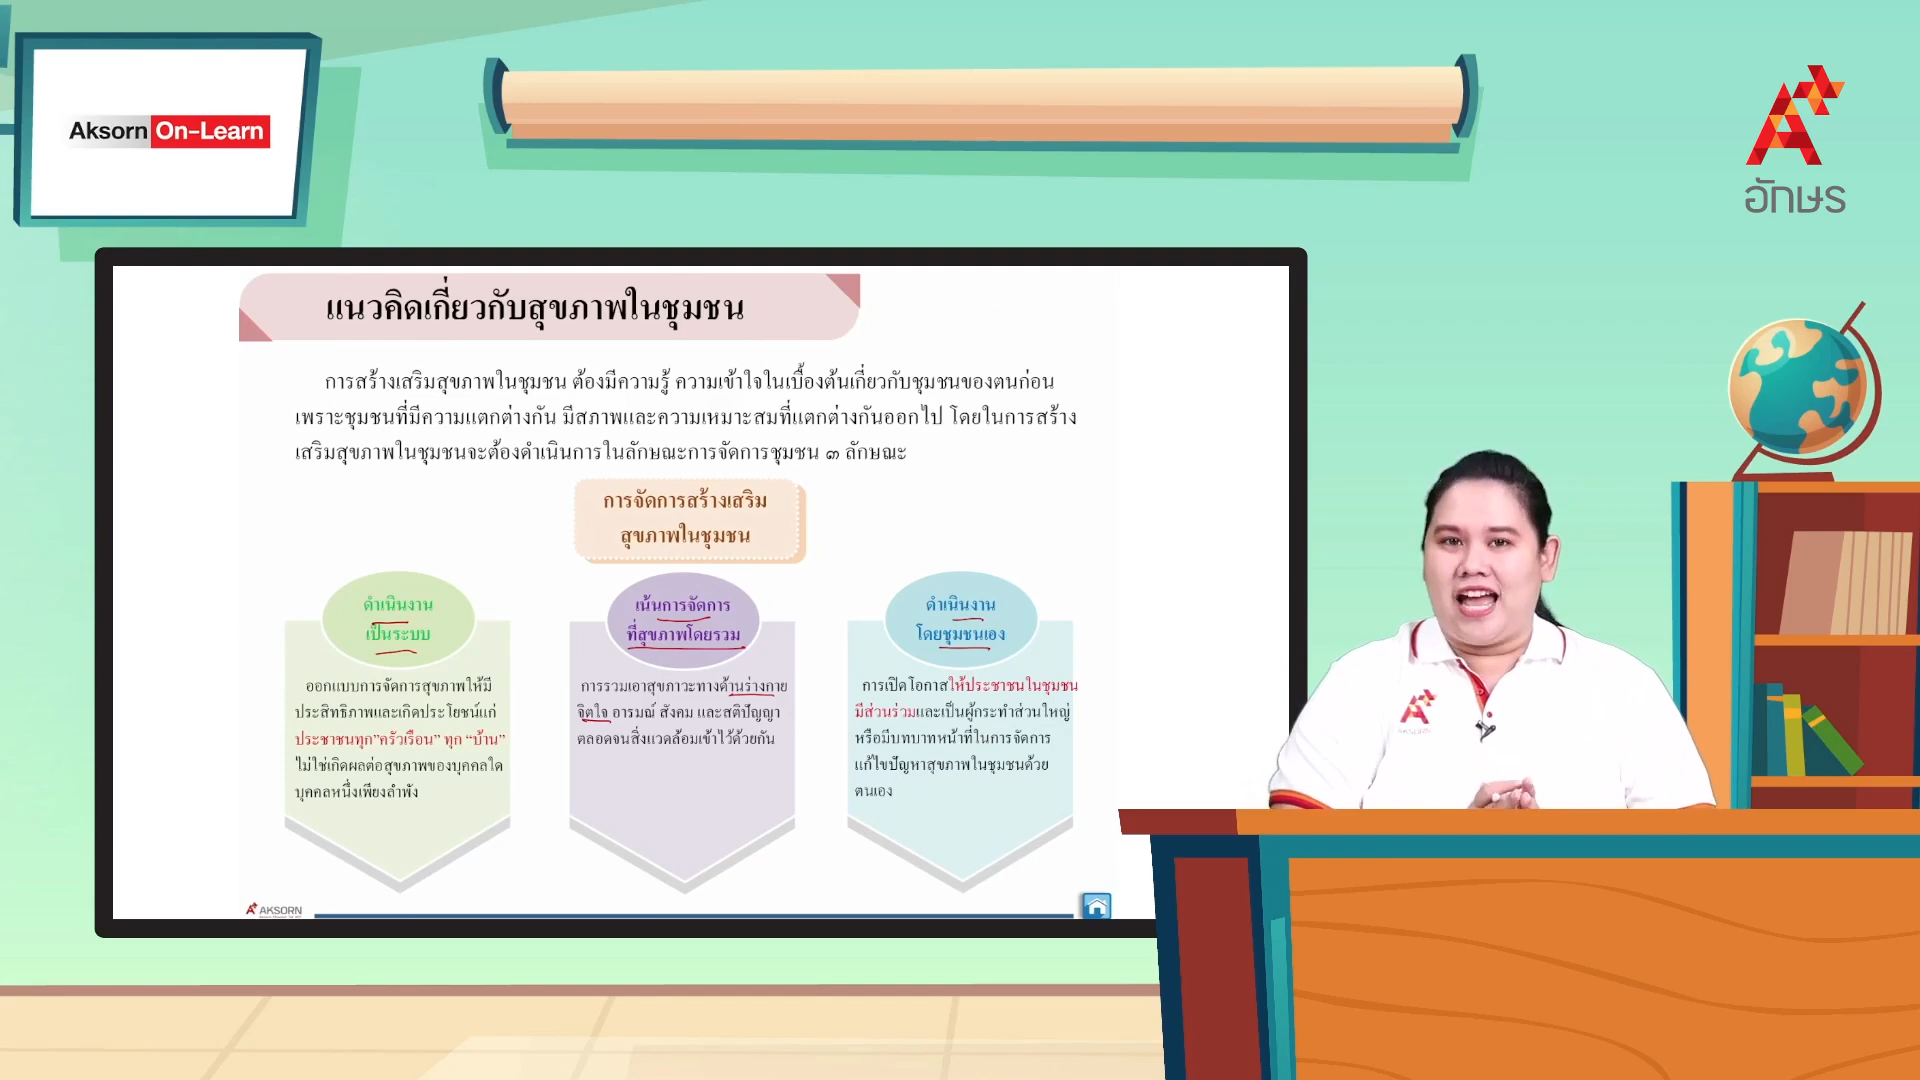 Aksorn On-Learn
อักษร
แนวคิดเกี่ยวกับสุขภาพในชุมชน
การสร้างเสริมสุขภาพในชุมชน ต้องมีความรู้ ความเข้าใจในเบื้องต้นเกี่ยวกับชุมชนของตนก่อน
เพราะชุมชนที่มีความแตกต่างกัน มีสภาพและความเหมาะสมที่แตกต่างกันออกไป โดยในการสร้าง
เสริมสุขภาพในชุมชนจะต้องดำเนินการในลักษณะการจัดการชุมชน ๓ ลักษณะ
การจัดการสร้างเสริม
สุขภาพในชุมชน
ดำเนินงาน
เป็นระบบ
ออกแบบการจัดการสุขภาพให้มี
ประสิทธิภาพและเกิดประโยชน์แก่
ประชาชนทุก”ครัวเรือน” ทุก “บ้าน”
ไม่ใช่เกิดผลต่อสุขภาพของบุคคลใด
บุคคลหนึ่งเพียงลำพัง
เน้นการจัดการ
ที่สุขภาพโดยรวม
การรวมเอาสุขภาวะทางด้านร่างกาย
จิตใจ อารมณ์ สังคม และสติปัญญา
ตลอดจนสิ่งแวดล้อมเข้าไว้ด้วยกัน
ดำเนินงาน
โดยชุมชนเอง
การเปิดโอกาสให้ประชาชนในชุมชน
มีส่วนร่วมและเป็นผู้กระทำส่วนใหญ่
หรือมีบทบาทหน้าที่ในการจัดการ
แก้ไขปัญหาสุขภาพในชุมชนด้วย
ตนเอง
AKSORN
AKSORN